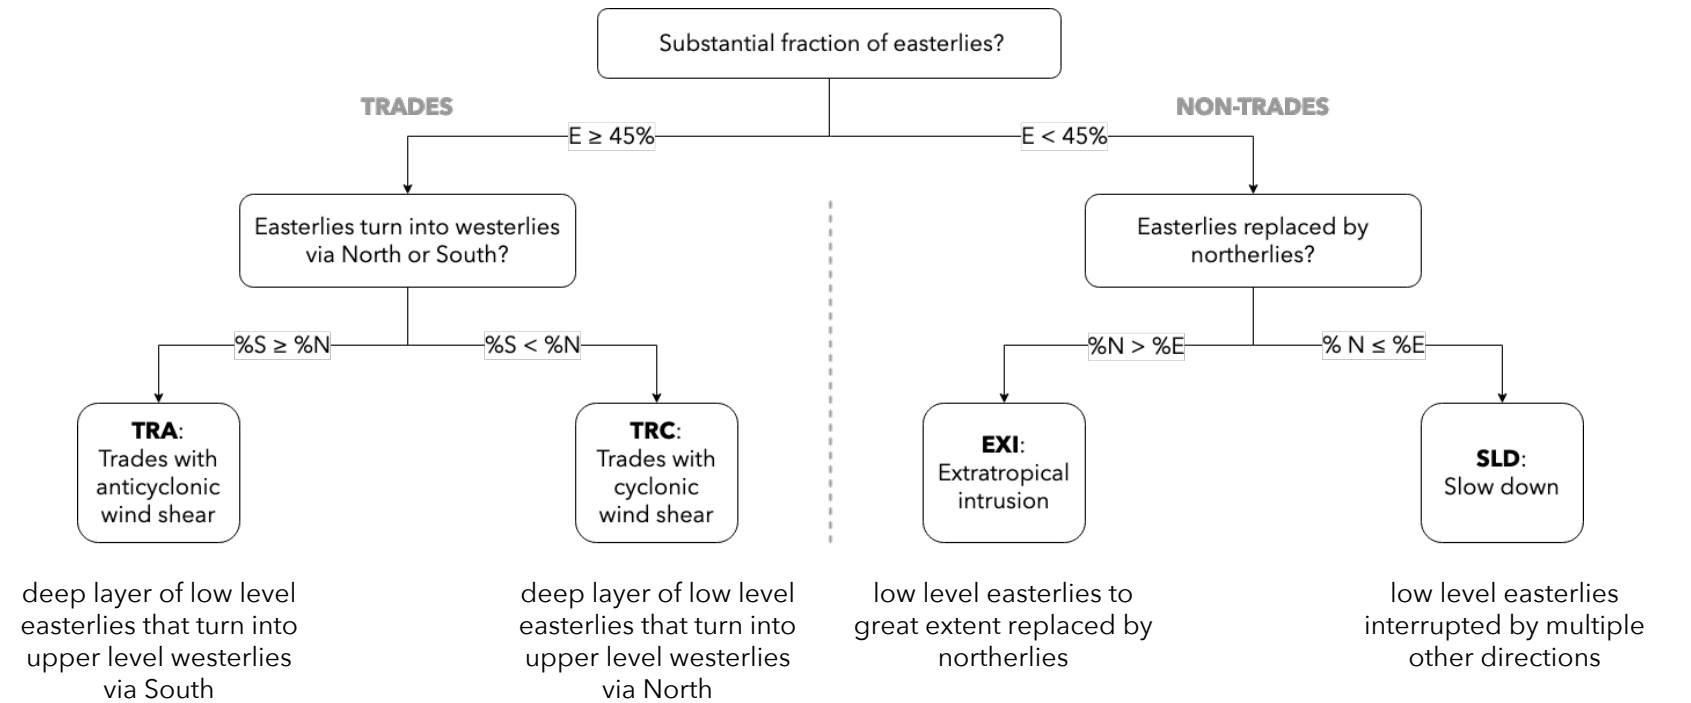 Substantial fraction of easterlies?
TRADES
NON-TRADES
E ≥ 45%
E < 45%
Easterlies turn into westerlies
via North or South?
Easterlies replaced by
northerlies?
%S ≥ %N
%S < %N
%N > %E
% N ≤ %E
TRA:
Trades with
anticyclonic
wind shear
TRC:
Trades with
cyclonic
wind shear
EXI:
Extratropical
intrusion
SLD:
Slow down
deep layer of low level
easterlies that turn into
upper level westerlies
via South
deep layer of low level
easterlies that turn into
upper level westerlies
via North
low level easterlies to
great extent replaced by
northerlies
low level easterlies
interrupted by multiple
other directions